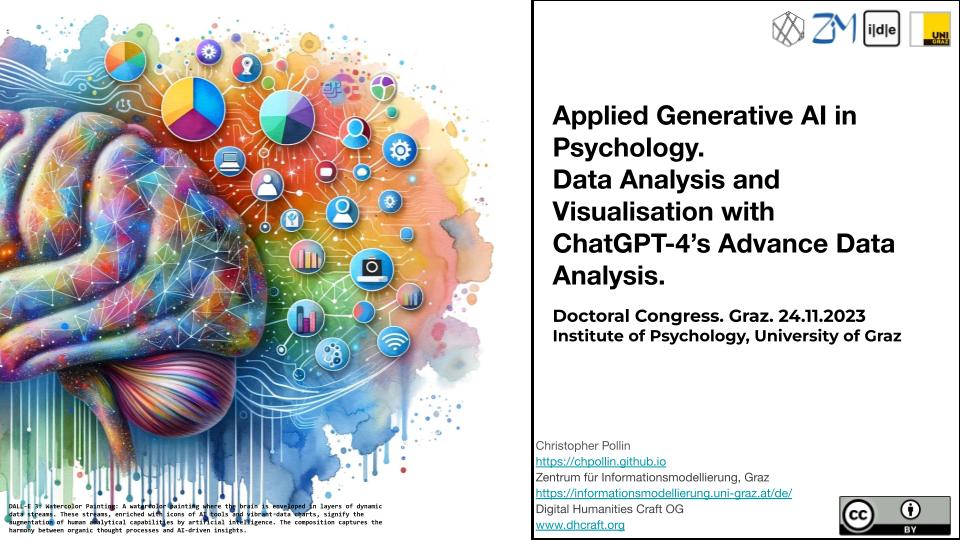 ZIM
i|d|e
UNI
GRAZ
Applied Generative AI in
Psychology.
Data Analysis and
Visualisation with
ChatGPT-4’s Advance Data
Analysis.
Doctoral Congress. Graz. 24.11.2023
Institute of Psychology, University of Graz
Christopher Pollin
https://chpollin.github.io
Zentrum für Informationsmodellierung, Graz
https://informationsmodellierung.uni-graz.at/de/
Digital Humanities Craft OG
www.dhcraft.org
cc
BY
DALL-E 3: Watercolor Painting: A watercolor painting where the brain is enveloped in layers of dynamic
data streams. These streams, enriched with icons of AI tools and vibrant data charts, signify the
augmentation of human analytical capabilities by artificial intelligence. The composition captures the
harmony between organic thought processes and AI-driven insights.